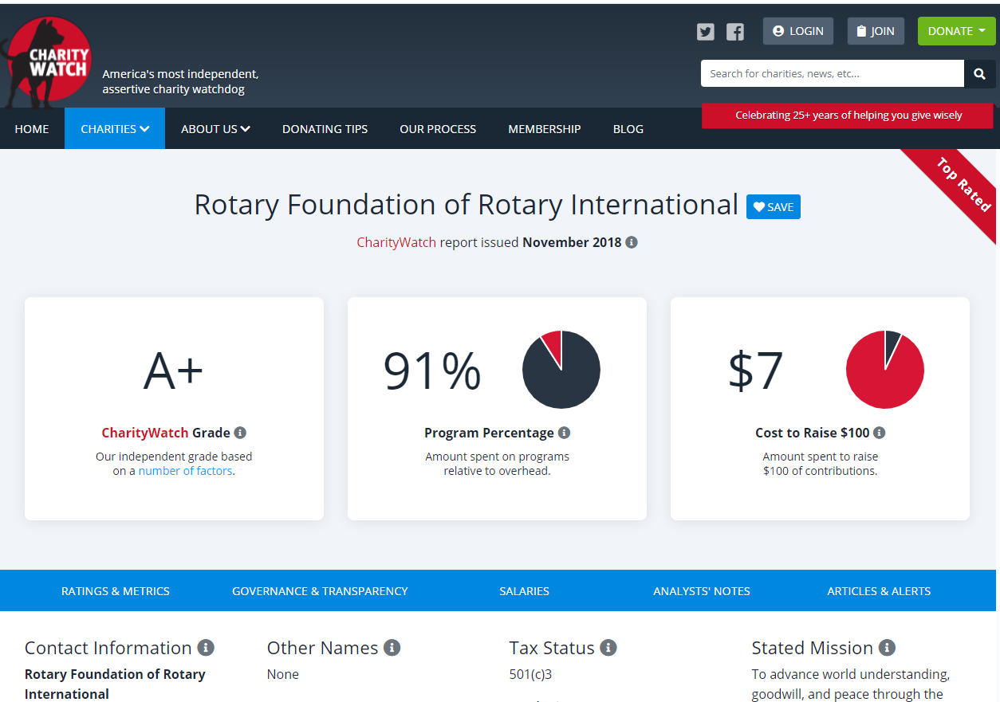 CHARITY
WATCH
America's most independent,
assertive charity watchdog
LOGIN
JOIN
DONATE
Search for charities, news, etc...
Celebrating 25+ years of helping you give wisely
HOME
CHARITIES
ABOUT US
DONATING TIPS
OUR PROCESS
MEMBERSHIP
BLOG
Top Rated
Rotary Foundation of Rotary International
SAVE
CharityWatch report issued November 2018
A+
CharityWatch Grade
Our independent grade based
on a number of factors.
91%
Program Percentage
Amount spent on programs
relative to overhead.
$7
Cost to Raise $100
Amount spent to raise
$100 of contributions.
RATINGS & METRICS
GOVERNANCE & TRANSPARENCY
SALARIES
ANALYSTS' NOTES
ARTICLES & ALERTS
Contact Information
Rotary Foundation of Rotary
International
Other Names
None
Tax Status
501(c)3
Stated Mission
To advance world understanding,
goodwill, and peace through the